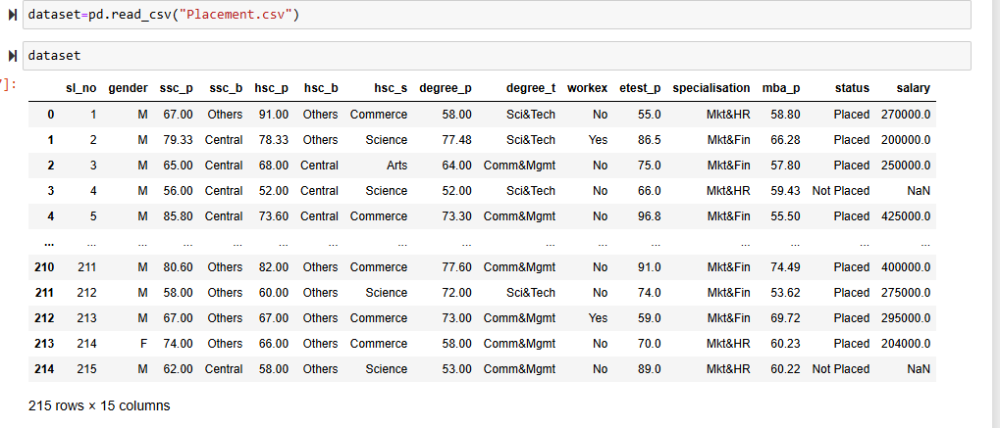 dataset=pd.read_csv("Placement.csv")
dataset
]:
sl_no gender ssc_p ssc_b hsc_p hsc_b hsc_s degree_p degree_t workex etest_p specialisation mba_p status salary
0 1 M 67.00 Others 91.00 Others Commerce 58.00 Sci&Tech No 55.0 Mkt&HR 58.80 Placed 270000.0
1 2 M 79.33 Central 78.33 Others Science 77.48 Sci&Tech Yes 86.5 Mkt&Fin 66.28 Placed 200000.0
2 3 M 65.00 Central 68.00 Central Arts 64.00 Comm&Mgmt No 75.0 Mkt&Fin 57.80 Placed 250000.0
3 4 M 56.00 Central 52.00 Central Science 52.00 Sci&Tech No 66.0 Mkt&HR 59.43 Not Placed NaN
4 5 M 85.80 Central 73.60 Central Commerce 73.30 Comm&Mgmt No 96.8 Mkt&Fin 55.50 Placed 425000.0
... ... ... ... ... ... ... ... ... ... ... ... ... ... ... ...
210 211 M 80.60 Others 82.00 Others Commerce 77.60 Comm&Mgmt No 91.0 Mkt&Fin 74.49 Placed 400000.0
211 212 M 58.00 Others 60.00 Others Science 72.00 Sci&Tech No 74.0 Mkt&Fin 53.62 Placed 275000.0
212 213 M 67.00 Others 67.00 Others Commerce 73.00 Comm&Mgmt Yes 59.0 Mkt&Fin 69.72 Placed 295000.0
213 214 F 74.00 Others 66.00 Others Commerce 58.00 Comm&Mgmt No 70.0 Mkt&HR 60.23 Placed 204000.0
214 215 M 62.00 Central 58.00 Others Science 53.00 Comm&Mgmt No 89.0 Mkt&HR 60.22 Not Placed NaN
215 rows × 15 columns